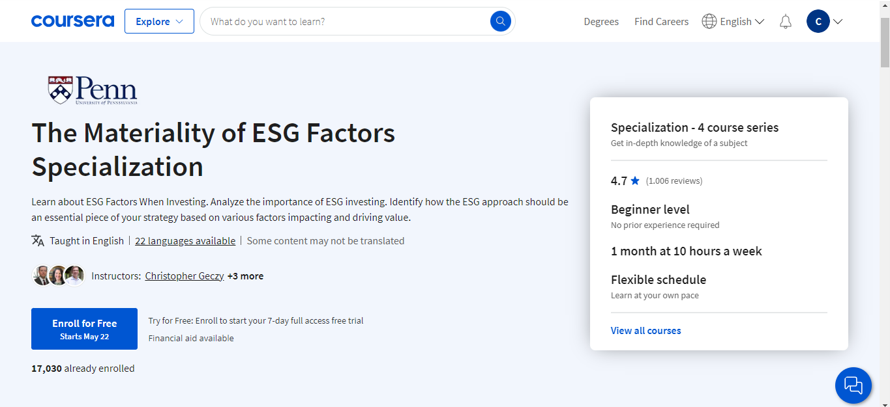 coursera
Explore
What do you want to learn?
Degrees
Find Careers
English
C
Penn
UNIVERSITY OF PENNSYLVANIA
The Materiality of ESG Factors
Specialization
Learn about ESG Factors When Investing. Analyze the importance of ESG investing. Identify how the ESG approach should be
an essential piece of your strategy based on various factors impacting and driving value.
Taught in English | 22 languages available | Some content may not be translated
Instructors: Christopher Geczy +3 more
Enroll for Free
Starts May 22
Try for Free: Enroll to start your 7-day full access free trial
Financial aid available
17,030 already enrolled
Specialization - 4 course series
Get in-depth knowledge of a subject
4.7 ★ (1,006 reviews)
Beginner level
No prior experience required
1 month at 10 hours a week
Flexible schedule
Learn at your own pace
View all courses